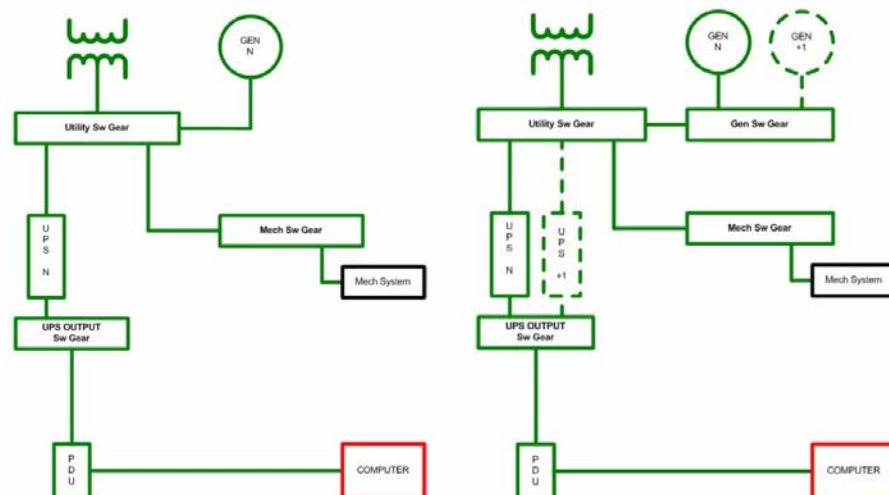 GEN
N
Utility Sw Gear
U
P
S
N
Mech Sw Gear
Mech System
UPS OUTPUT
Sw Gear
P
D
U
COMPUTER
GEN
N
GEN
+1
Utility Sw Gear
Gen Sw Gear
U
P
S
N
U
P
S
+1
Mech Sw Gear
Mech System
UPS OUTPUT
Sw Gear
P
D
U
COMPUTER